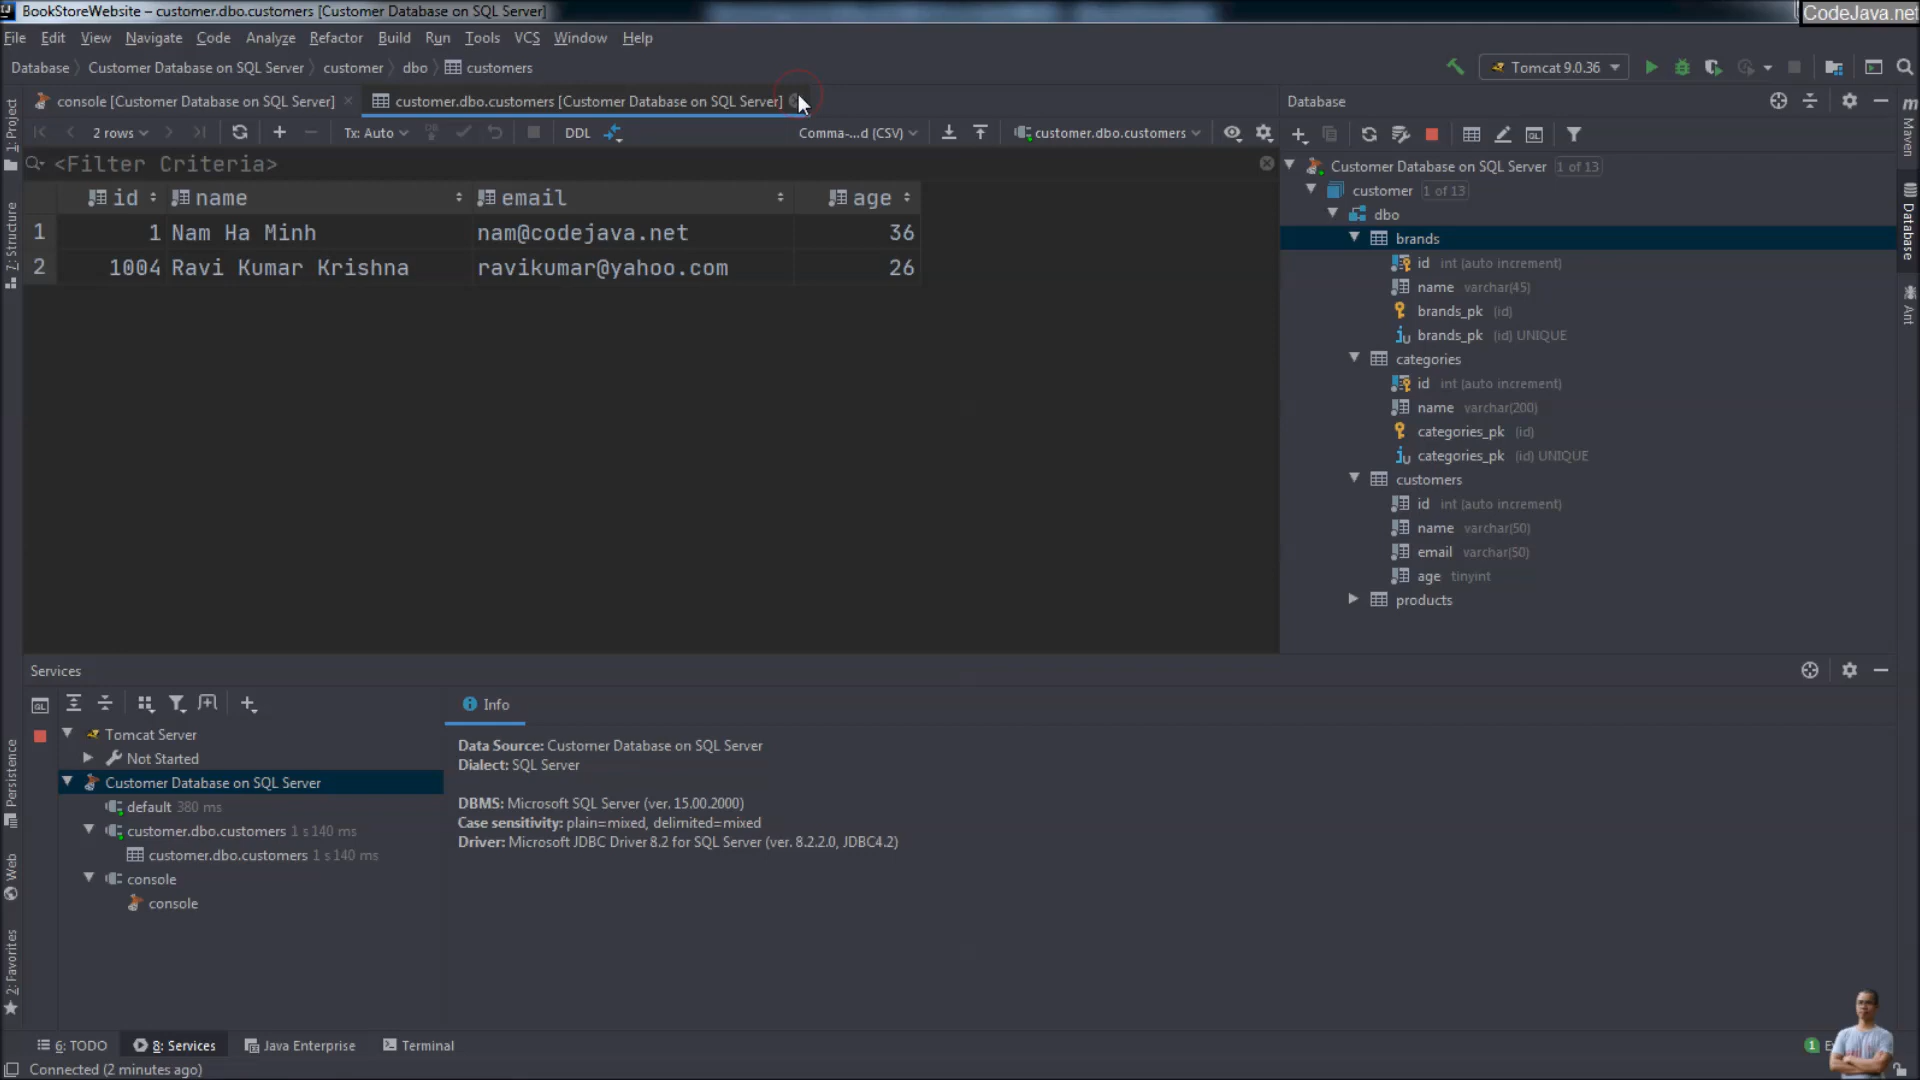 BookStoreWebsite – customer.dbo.customers [Customer Database on SQL Server]
CodeJava.net
File Edit View Navigate Code Analyze Refactor Build Run Tools VCS Window Help
Database Customer Database on SQL Server customer dbo customers
Tomcat 9.0.36
console [Customer Database on SQL Server]
customer.dbo.customers [Customer Database on SQL Server]
2 rows
Tx: Auto
DDL
Comma-...d (CSV)
customer.dbo.customers
<Filter Criteria>
id name email age
1 1 Nam Ha Minh nam@codejava.net 36
2 1004 Ravi Kumar Krishna ravikumar@yahoo.com 26
Database
Customer Database on SQL Server 1 of 13
customer 1 of 13
dbo
brands
id int (auto increment)
name varchar(45)
brands_pk (id)
brands_pk (id) UNIQUE
categories
id int (auto increment)
name varchar(200)
categories_pk (id)
categories_pk (id) UNIQUE
customers
id int (auto increment)
name varchar(50)
email varchar(50)
age tinyint
products
1: Project
7: Structure
Persistence
Web
2: Favorites
Maven
Database
Ant
Services
Tomcat Server
Not Started
Customer Database on SQL Server
default 380 ms
customer.dbo.customers 1 s 140 ms
customer.dbo.customers 1 s 140 ms
console
console
Info
Data Source: Customer Database on SQL Server
Dialect: SQL Server
DBMS: Microsoft SQL Server (ver. 15.00.2000)
Case sensitivity: plain=mixed, delimited=mixed
Driver: Microsoft JDBC Driver 8.2 for SQL Server (ver. 8.2.2.0, JDBC4.2)
6: TODO
8: Services
Java Enterprise
Terminal
1
Connected (2 minutes ago)